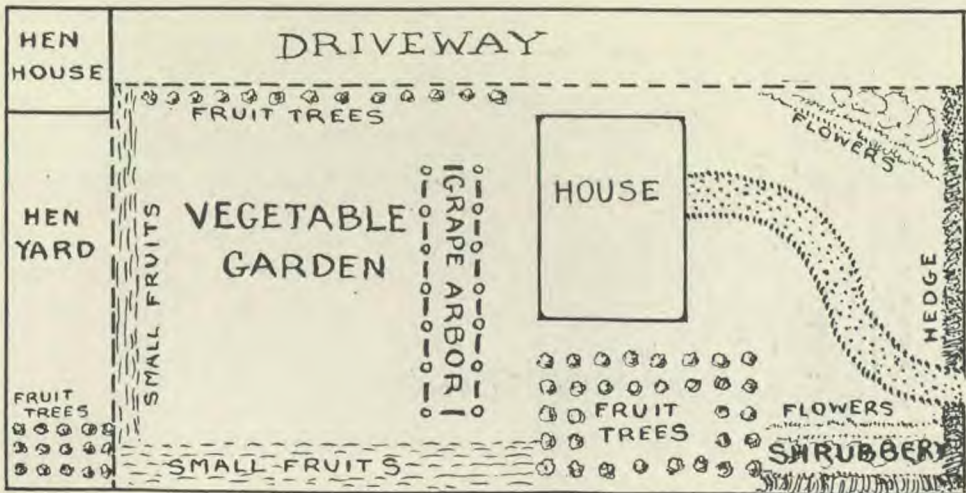 HEN
HOUSE
DRIVEWAY
FRUIT TREES
FLOWERS
HEN
YARD
SMALL FRUITS
VEGETABLE
GARDEN
GRAPE ARBOR
HOUSE
HEDGE
FRUIT
TREES
FRUIT
TREES
FLOWERS
SHRUBBERY
SMALL FRUITS